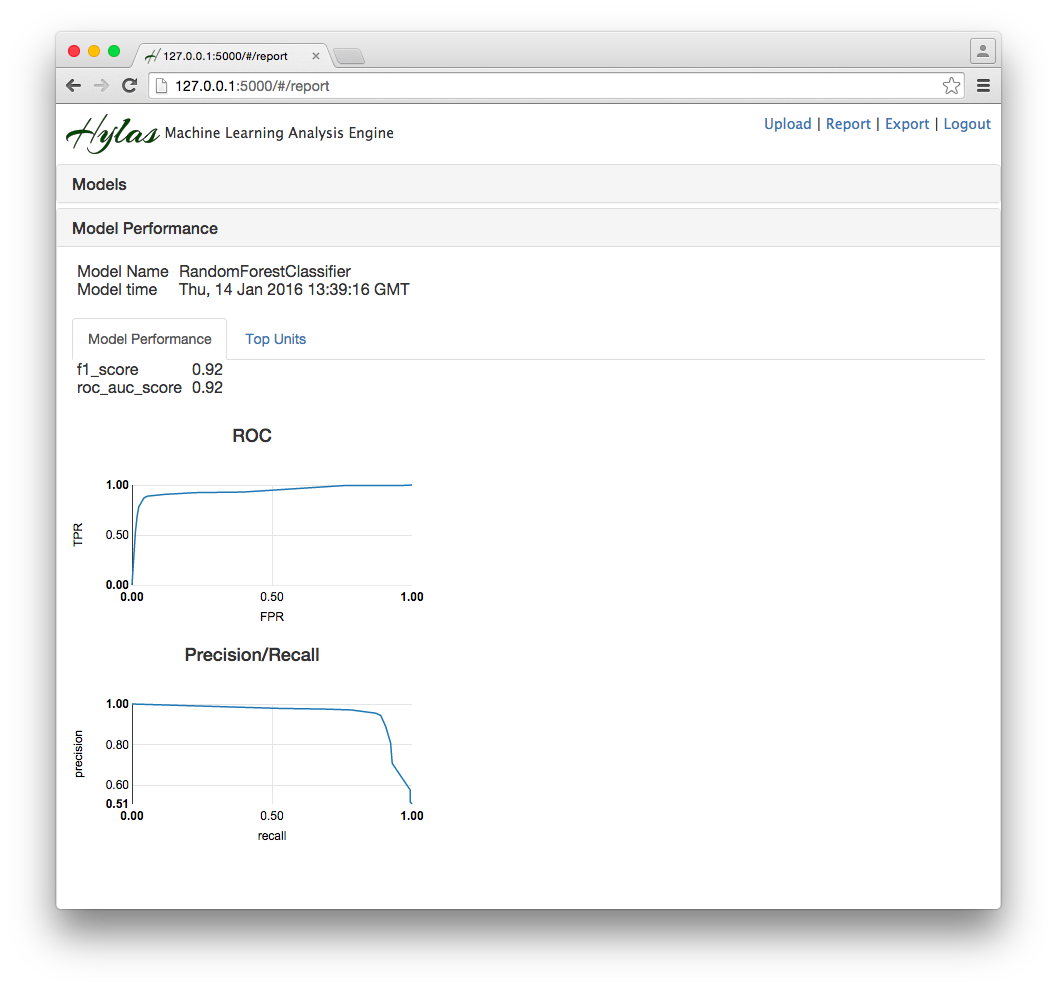 127.0.0.1:5000/#/report
127.0.0.1:5000/#/report
Hylas Machine Learning Analysis Engine
Upload | Report | Export | Logout
Models
Model Performance
Model Name RandomForestClassifier
Model time Thu, 14 Jan 2016 13:39:16 GMT
Model Performance Top Units
f1_score 0.92
roc_auc_score 0.92
ROC
1.00
TPR
0.50
0.00
0.00 0.50 1.00
FPR
Precision/Recall
1.00
precision
0.80
0.60
0.51
0.00 0.50 1.00
recall